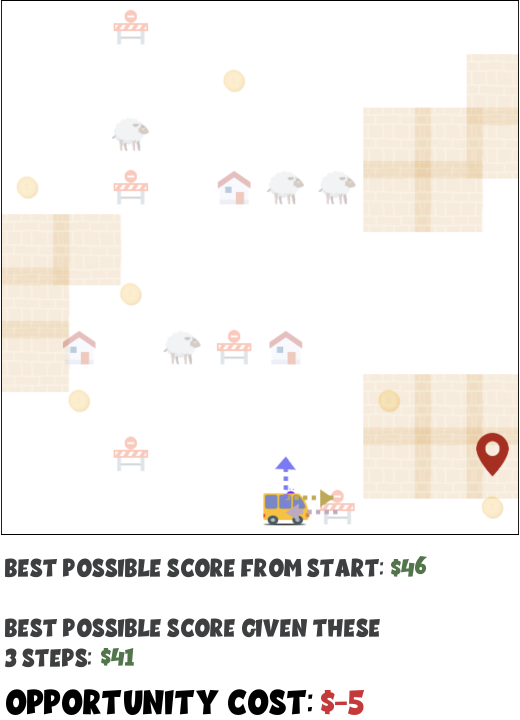 BEST POSSIBLE SCORE FROM START: $46
BEST POSSIBLE SCORE GIVEN THESE
3 STEPS: $41
OPPORTUNITY COST: $-5